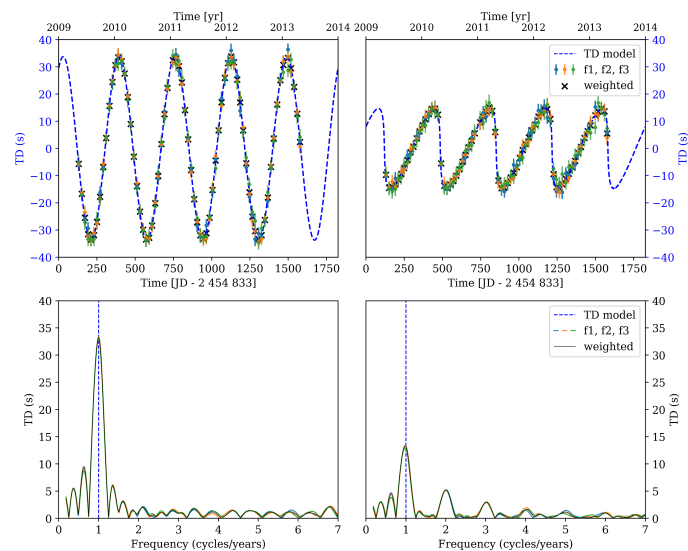 Time [yr]
2009 2010 2011 2012 2013 2014
40
30
20
10
0
−10
−20
−30
−40
TD (s)
0 250 500 750 1000 1250 1500 1750
Time [JD - 2 454 833]
Time [yr]
2009 2010 2011 2012 2013 2014
TD model
f1, f2, f3
weighted
40
30
20
10
0
−10
−20
−30
−40
TD (s)
0 250 500 750 1000 1250 1500 1750
Time [JD - 2 454 833]
40
35
30
25
20
15
10
5
0
TD (s)
0 1 2 3 4 5 6 7
Frequency (cycles/years)
TD model
f1, f2, f3
weighted
40
35
30
25
20
15
10
5
0
TD (s)
0 1 2 3 4 5 6 7
Frequency (cycles/years)